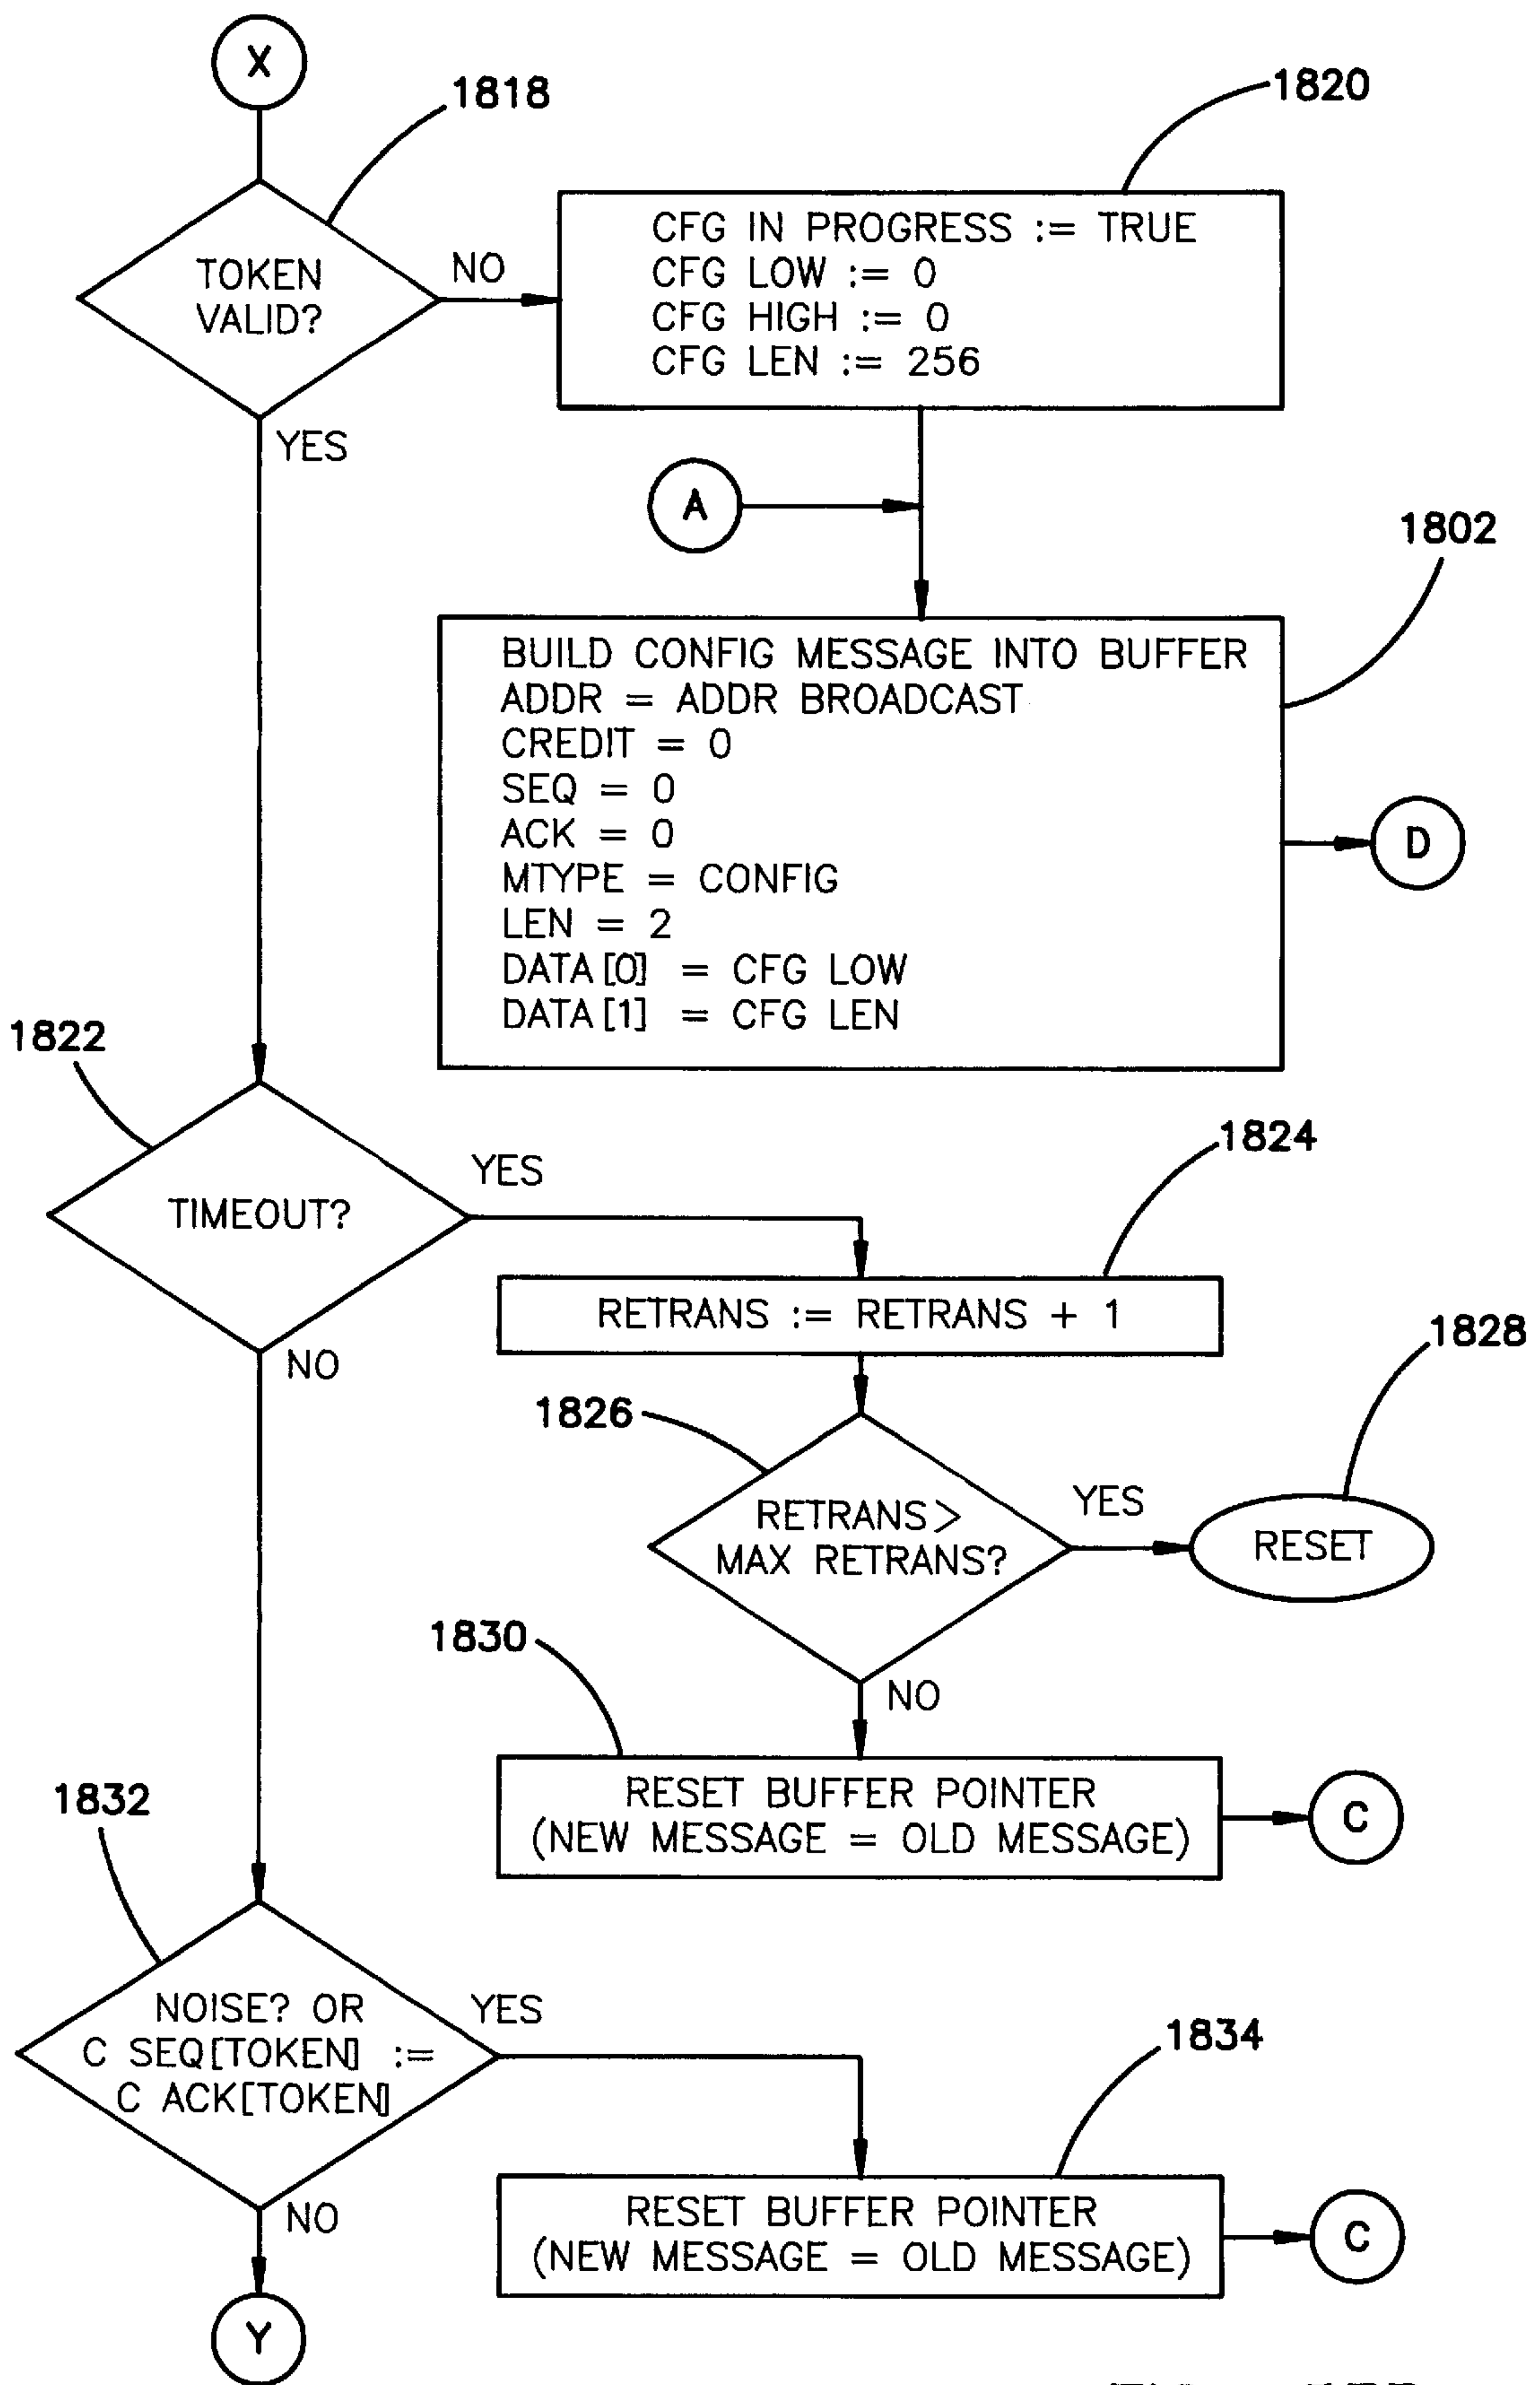 X
1818
1820
TOKEN
VALID?
NO
YES
CFG IN PROGRESS := TRUE
CFG LOW := 0
CFG HIGH := 0
CFG LEN := 256
A
1802
BUILD CONFIG MESSAGE INTO BUFFER
ADDR = ADDR BROADCAST
CREDIT = 0
SEQ = 0
ACK = 0
MTYPE = CONFIG
LEN = 2
DATA[0] = CFG LOW
DATA[1] = CFG LEN
D
1822
TIMEOUT?
YES
NO
1824
RETRANS := RETRANS + 1
1826
RETRANS>
MAX RETRANS?
YES
1828
RESET
NO
1830
RESET BUFFER POINTER
(NEW MESSAGE = OLD MESSAGE)
C
1832
NOISE? OR
C SEQ[TOKEN] :=
C ACK[TOKEN]
YES
NO
1834
RESET BUFFER POINTER
(NEW MESSAGE = OLD MESSAGE)
C
Y